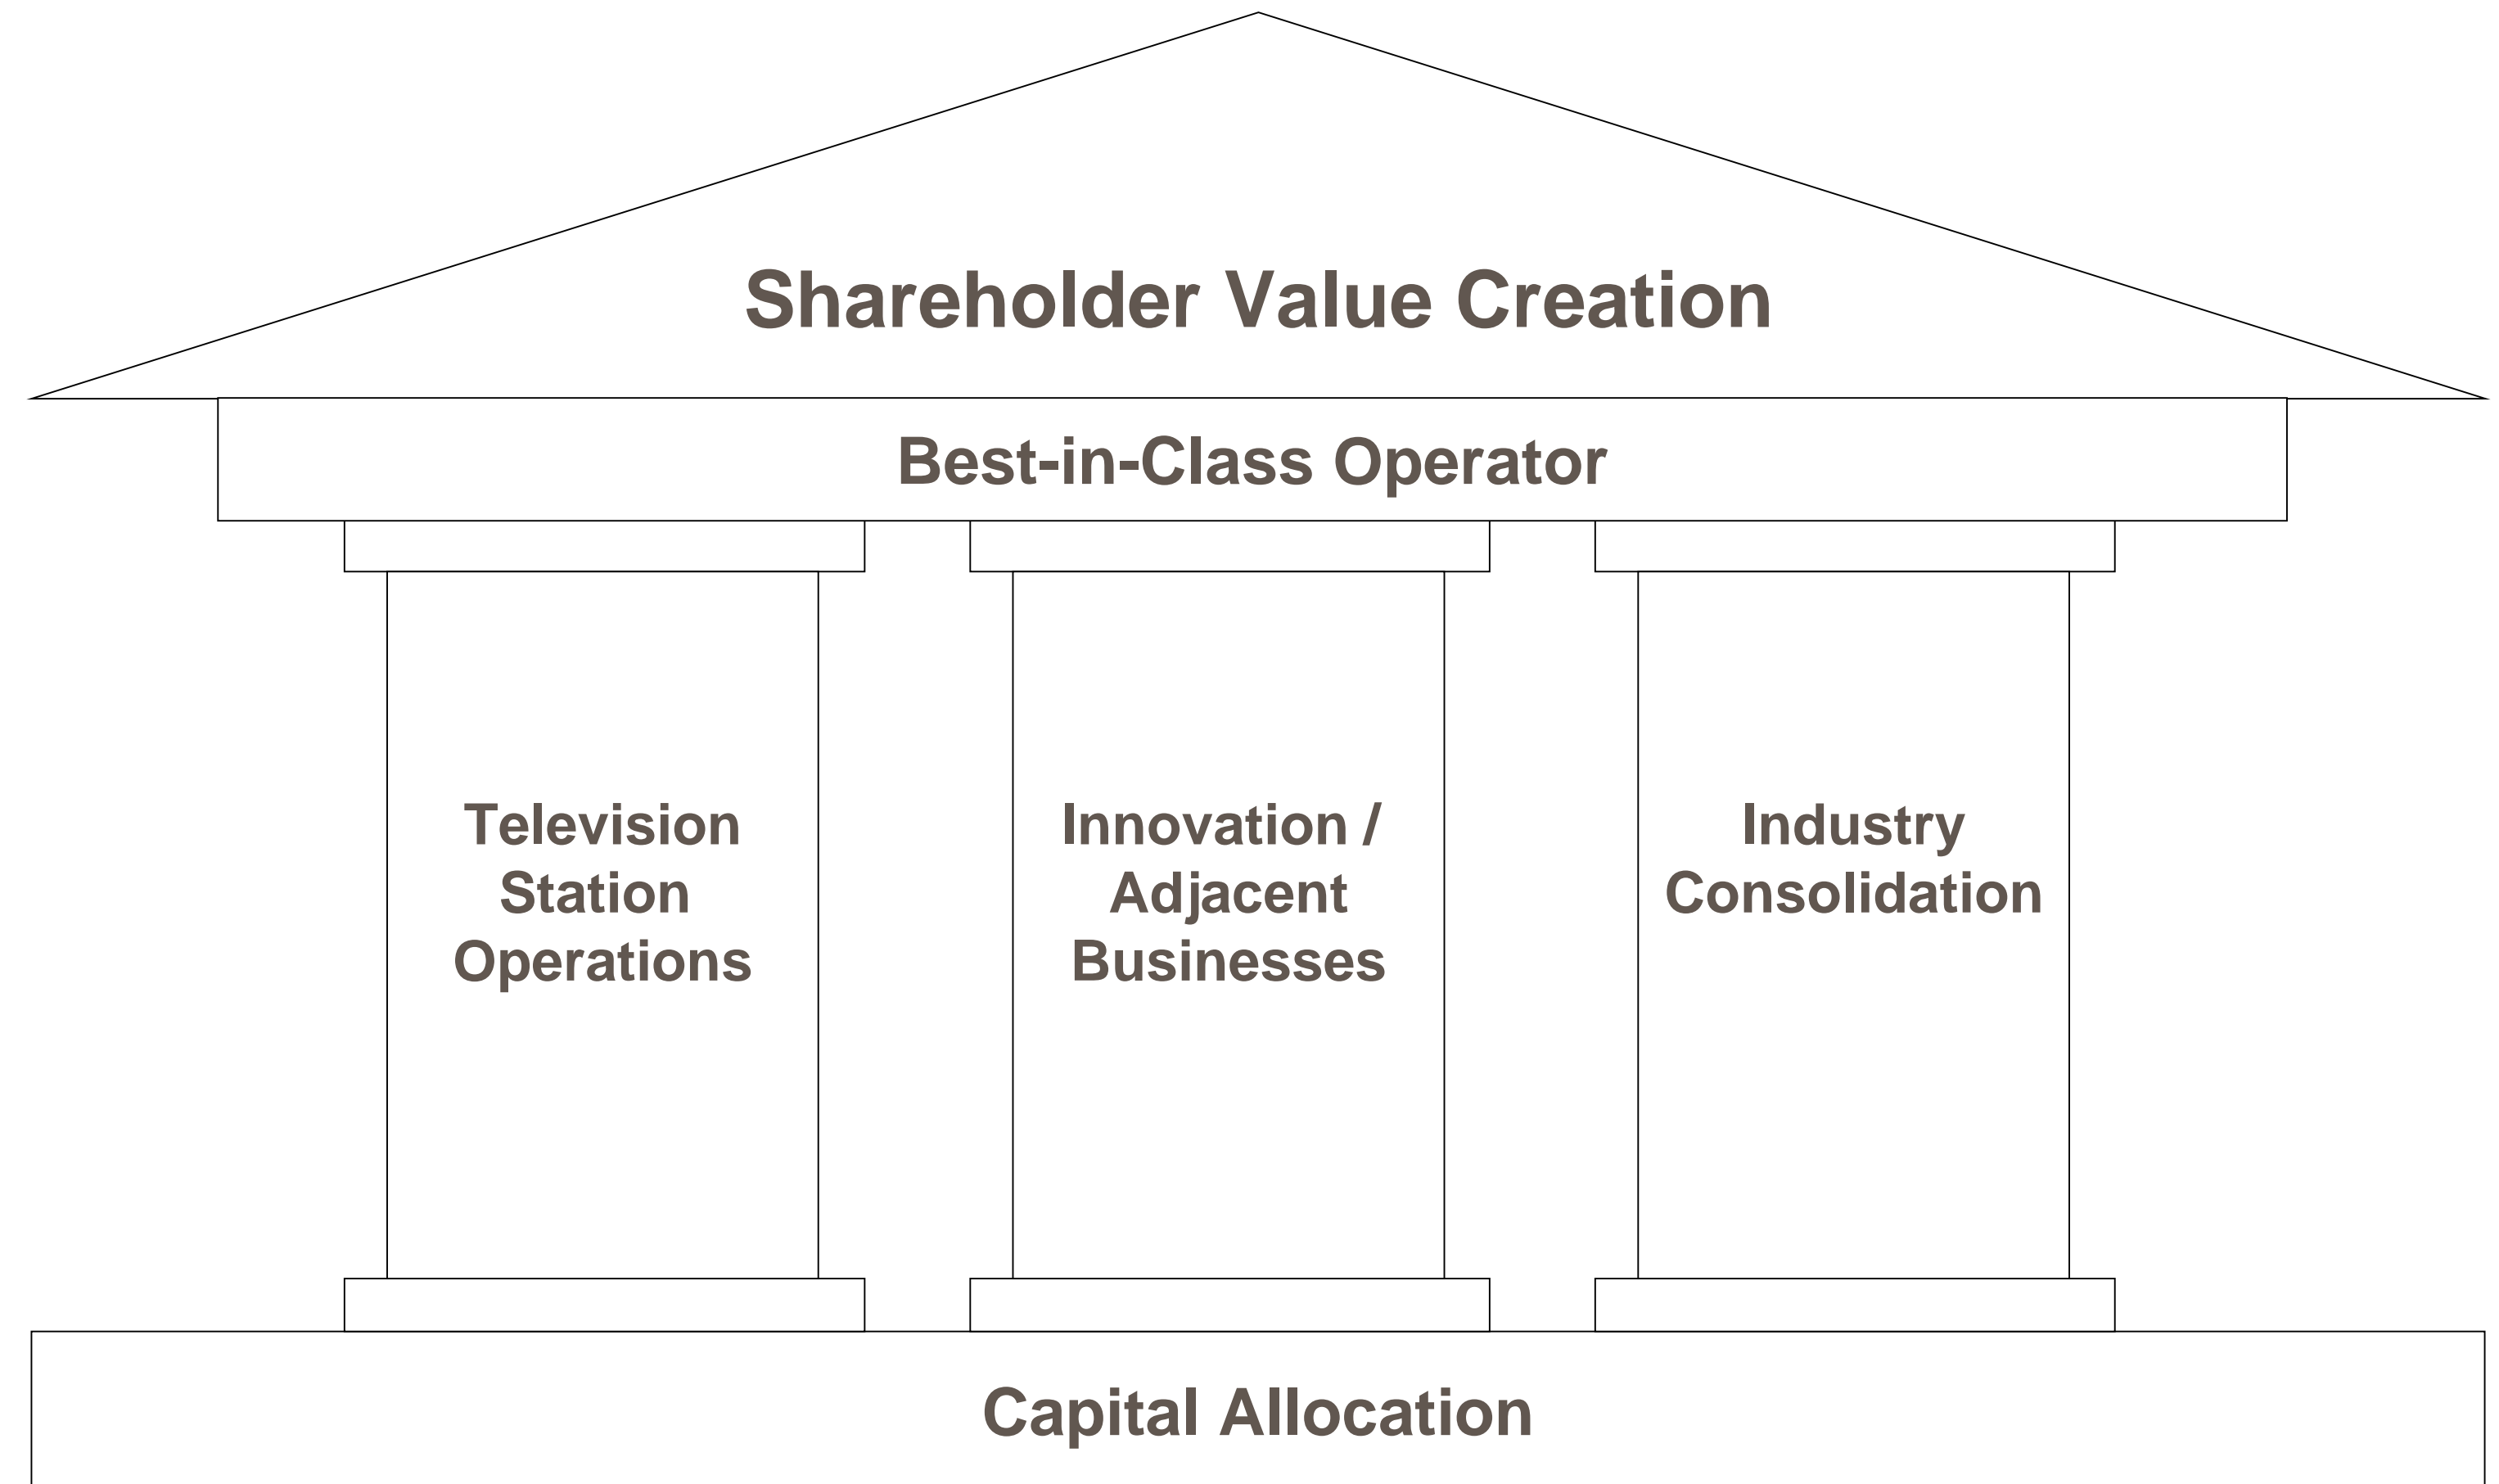 Shareholder Value Creation
Best-in-Class Operator
Television
Station
Operations
Innovation /
Adjacent
Businesses
Industry
Consolidation
Capital Allocation